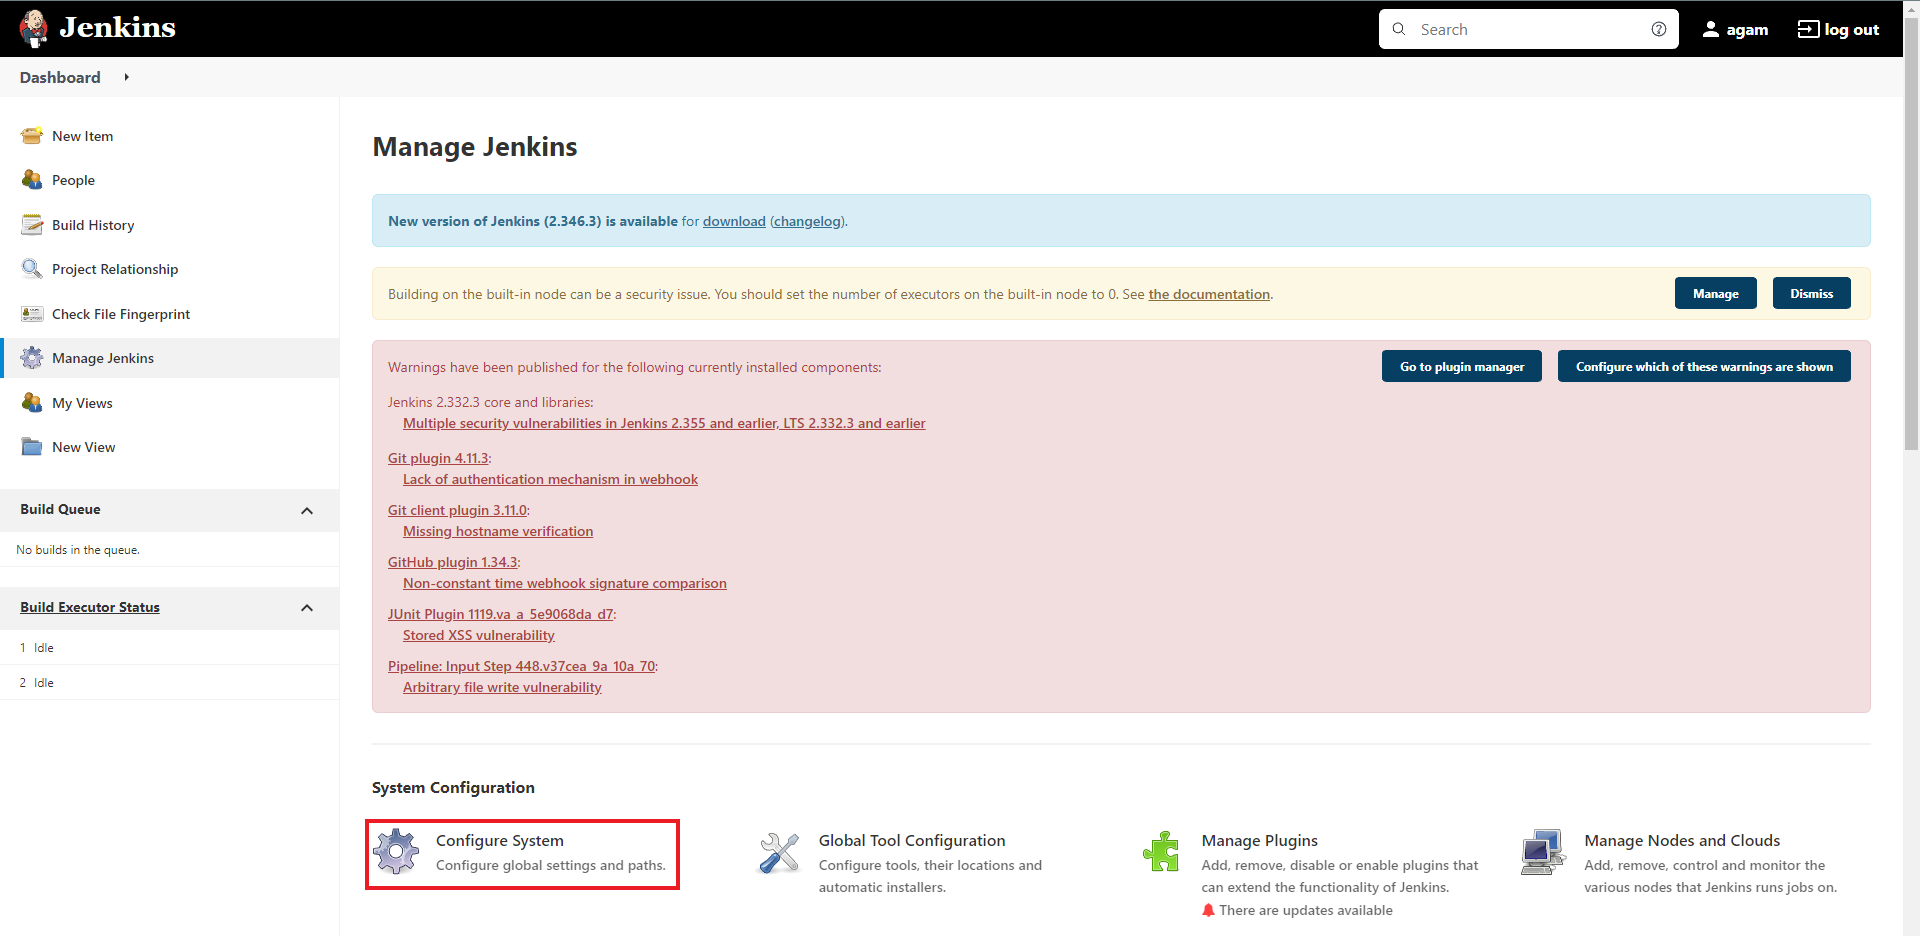 Jenkins
Search
agam
log out
Dashboard
New Item
People
Build History
Project Relationship
Check File Fingerprint
Manage Jenkins
My Views
New View
Build Queue
No builds in the queue.
Build Executor Status
1 Idle
2 Idle
Manage Jenkins
New version of Jenkins (2.346.3) is available for download (changelog).
Building on the built-in node can be a security issue. You should set the number of executors on the built-in node to 0. See the documentation.
Manage
Dismiss
Warnings have been published for the following currently installed components:
Go to plugin manager
Configure which of these warnings are shown
Jenkins 2.332.3 core and libraries:
Multiple security vulnerabilities in Jenkins 2.355 and earlier, LTS 2.332.3 and earlier
Git plugin 4.11.3:
Lack of authentication mechanism in webhook
Git client plugin 3.11.0:
Missing hostname verification
GitHub plugin 1.34.3:
Non-constant time webhook signature comparison
JUnit Plugin 1119.va_a_5e9068da_d7:
Stored XSS vulnerability
Pipeline: Input Step 448.v37cea_9a_10a_70:
Arbitrary file write vulnerability
System Configuration
Configure System
Configure global settings and paths.
Global Tool Configuration
Configure tools, their locations and
automatic installers.
Manage Plugins
Add, remove, disable or enable plugins that
can extend the functionality of Jenkins.
There are updates available
Manage Nodes and Clouds
Add, remove, control and monitor the
various nodes that Jenkins runs jobs on.